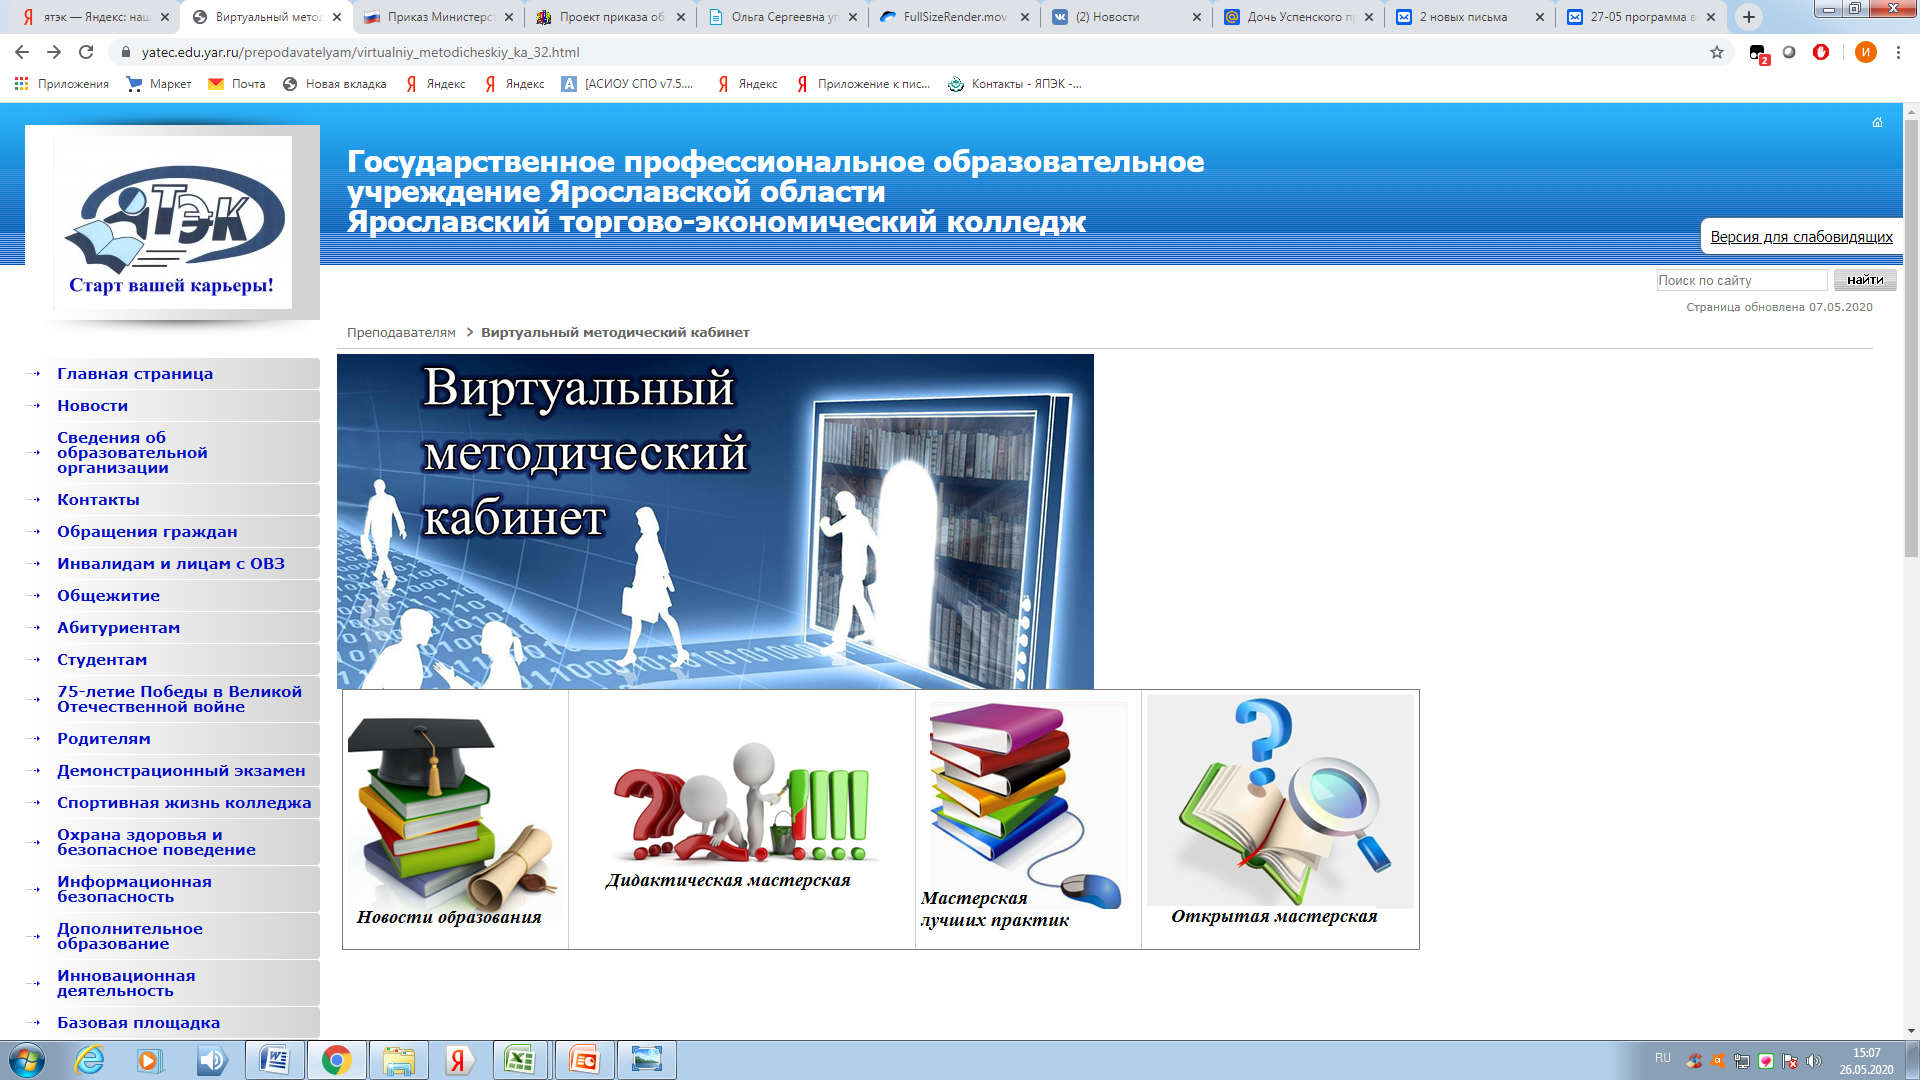 ятэк — Яндекс: наш
Виртуальный мето
Приказ Министерс
Проект приказа об
Ольга Сергеевна уп
FullSizeRender.mov
(2) Новости
Дочь Успенского п
2 новых письма
27-05 программа в
yatec.edu.yar.ru/prepodavatelyam/virtualniy_metodicheskiy_ka_32.html
2
И
Приложения
Маркет
Почта
Новая вкладка
Яндекс
Яндекс
[АСИОУ СПО v7.5....
Яндекс
Приложение к пис...
Контакты - ЯПЭК -...
ЯТЭК
Старт вашей карьеры!
Государственное профессиональное образовательное
учреждение Ярославской области
Ярославский торгово-экономический колледж
Версия для слабовидящих
Поиск по сайту
найти
Страница обновлена 07.05.2020
Преподавателям > Виртуальный методический кабинет
Главная страница
Новости
Сведения об
образовательной
организации
Контакты
Обращения граждан
Инвалидам и лицам с ОВЗ
Общежитие
Абитуриентам
Студентам
75-летие Победы в Великой
Отечественной войне
Родителям
Демонстрационный экзамен
Спортивная жизнь колледжа
Охрана здоровья и
безопасное поведение
Информационная
безопасность
Дополнительное
образование
Инновационная
деятельность
Базовая площадка
Виртуальный
методический
кабинет
Новости образования
Дидактическая мастерская
Мастерская
лучших практик
Открытая мастерская
RU
15:07
26.05.2020